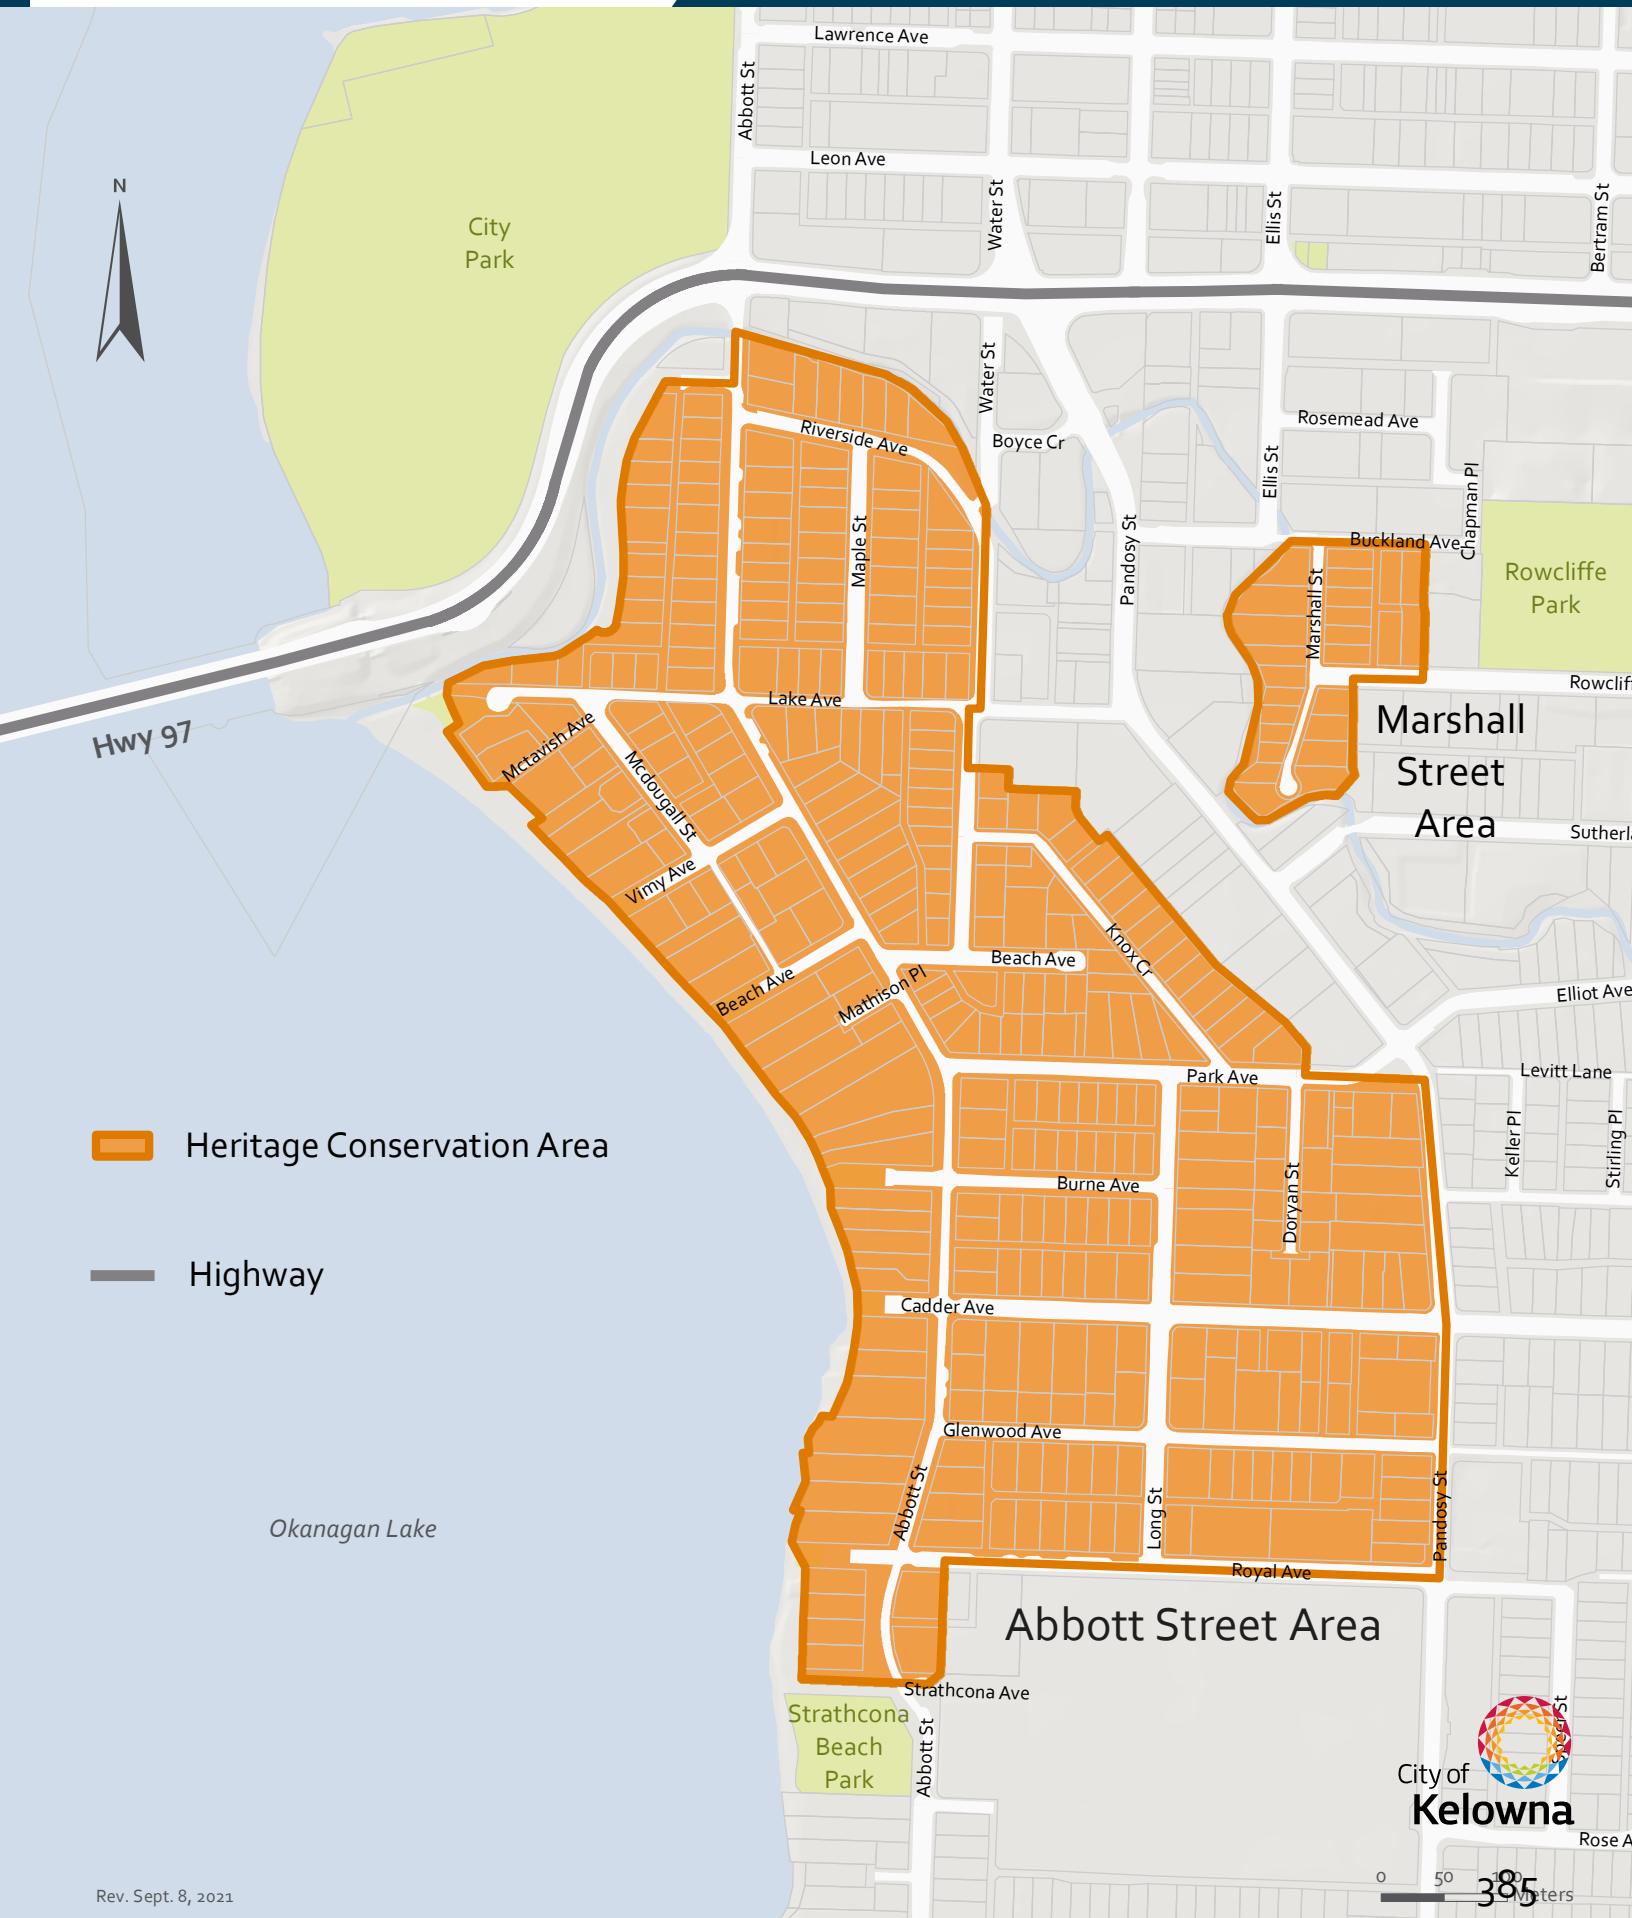 Lawrence Ave
Abbott St
Leon Ave
Water St
Ellis St
Bertram St
N
City
Park
Water St
Riverside Ave
Boyce Cr
Rosemead Ave
Ellis St
Chapman Pl
Maple St
Pandosy St
Buckland Ave
Marshall St
Rowcliffe
Park
Lake Ave
Mctavish Ave
Mcdougall St
Hwy 97
Marshall
Street
Area
Vimy Ave
Knox Cr
Beach Ave
Beach Ave
Mathison Pl
Elliot Ave
Park Ave
Levitt Lane
Keller Pl
Stirling Pl
Heritage Conservation Area
Burne Ave
Doryan St
Highway
Cadder Ave
Glenwood Ave
Abbott St
Long St
Pandosy St
Okanagan Lake
Royal Ave
Abbott Street Area
Strathcona Ave
Strathcona
Beach
Park
Abbott St
City of
Kelowna
Rose A
Rev. Sept. 8, 2021
0 50 100
Meters
385